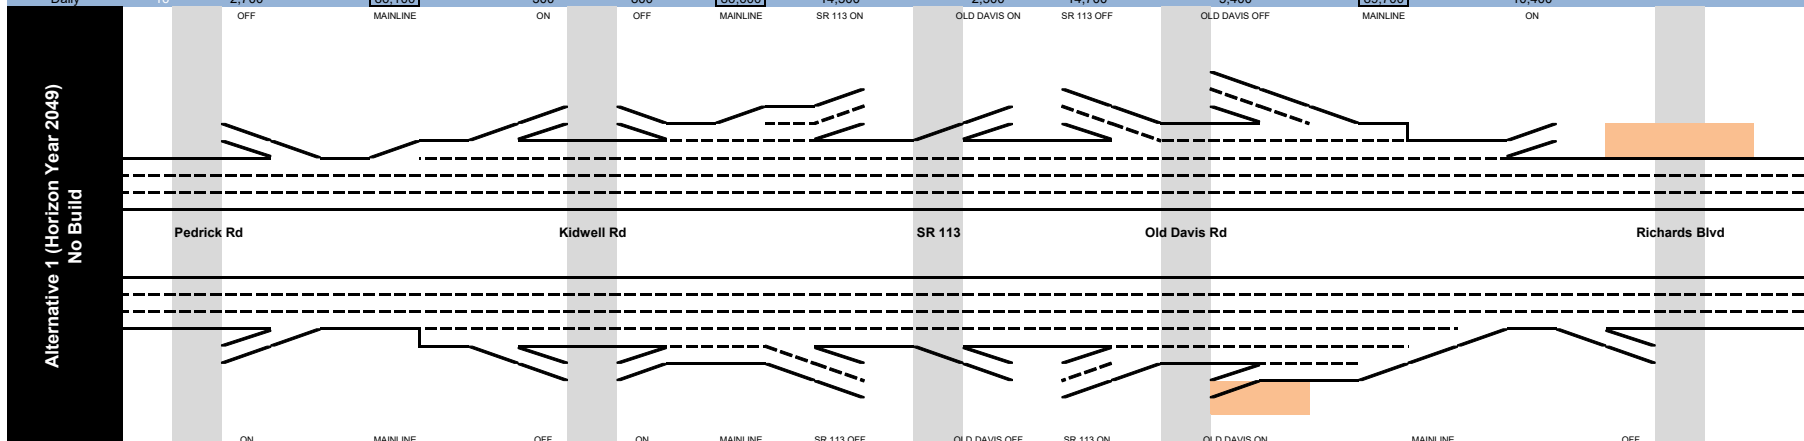 OFF MAINLINE ON OFF MAINLINE SR 113 ON OLD DAVIS ON SR 113 OFF OLD DAVIS OFF MAINLINE ON
Alternative 1 (Horizon Year 2049)
No Build
Pedrick Rd Kidwell Rd SR 113 Old Davis Rd Richards Blvd
ON MAINLINE OFF ON MAINLINE SR 113 OFF OLD DAVIS OFF SR 113 ON OLD DAVIS ON MAINLINE OFF